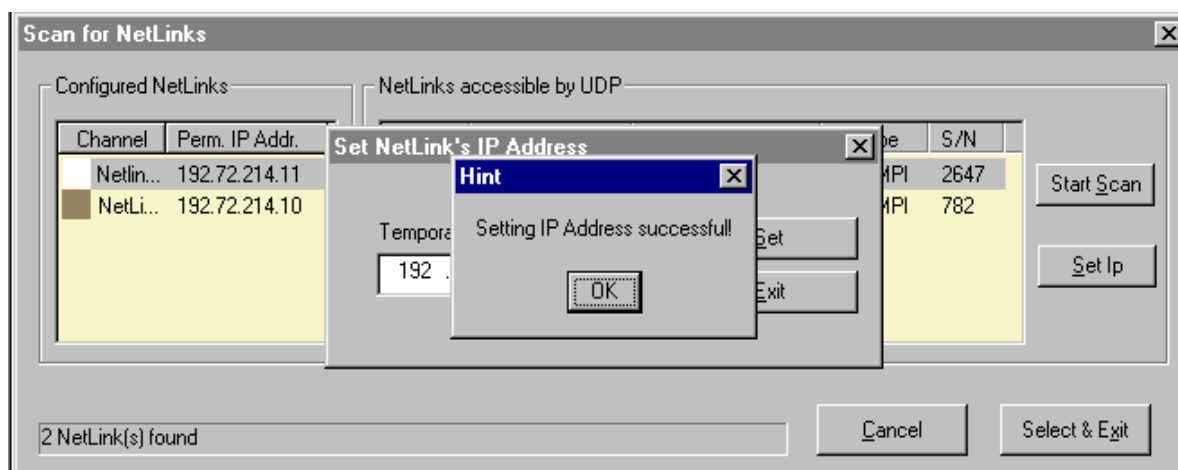 Scan for NetLinks
Configured NetLinks
NetLinks accessible by UDP
Channel Perm. IP Addr.
S/N
Netlin... 192.72.214.11
MPI 2647
NetLi... 192.72.214.10
MPI 782
Start Scan
Set Ip
Set NetLink's IP Address
Tempora
192 .
Set
Exit
Hint
Setting IP Address successful!
OK
2 NetLink(s) found
Cancel
Select & Exit